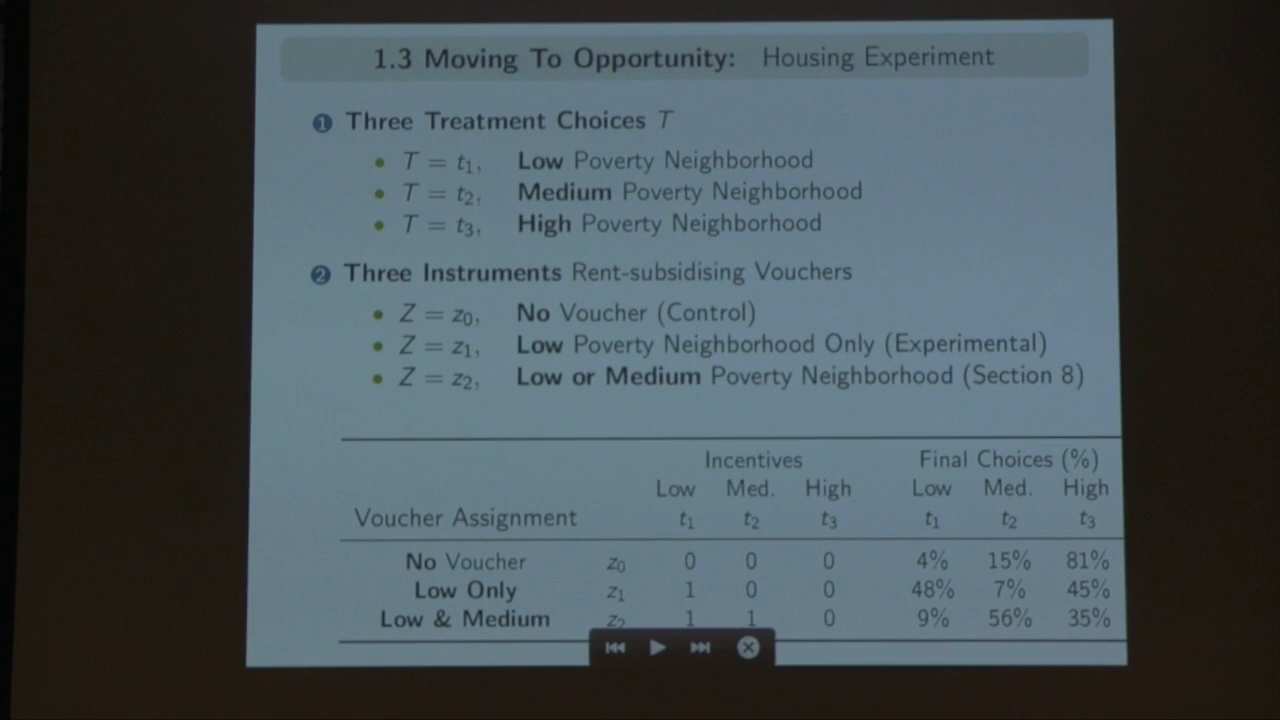 1.3 Moving To Opportunity: Housing Experiment
1 Three Treatment Choices T
• T = t₁, Low Poverty Neighborhood
• T = t₂, Medium Poverty Neighborhood
• T = t₃, High Poverty Neighborhood
2 Three Instruments Rent-subsidising Vouchers
• Z = z₀, No Voucher (Control)
• Z = z₁, Low Poverty Neighborhood Only (Experimental)
• Z = z₂, Low or Medium Poverty Neighborhood (Section 8)
Incentives Final Choices (%)
Low Med. High Low Med. High
Voucher Assignment t₁ t₂ t₃ t₁ t₂ t₃
No Voucher z₀ 0 0 0 4% 15% 81%
Low Only z₁ 1 0 0 48% 7% 45%
Low & Medium z₂ 1 1 0 9% 56% 35%